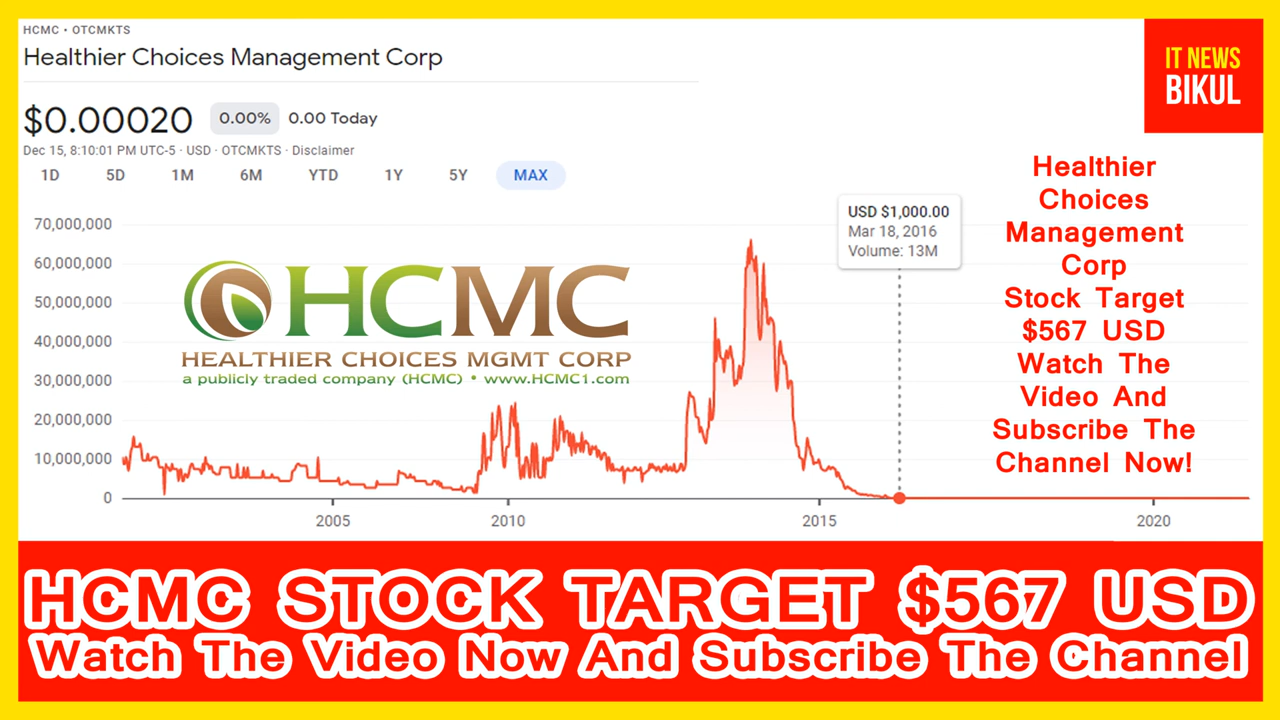 HCMC • OTCMKTS
Healthier Choices Management Corp
$0.00020 0.00% 0.00 Today
Dec 15, 8:10:01 PM UTC-5 · USD · OTCMKTS · Disclaimer
1D 5D 1M 6M YTD 1Y 5Y MAX
IT NEWS
BIKUL
70,000,000
60,000,000
50,000,000
40,000,000
30,000,000
20,000,000
10,000,000
0
2005 2010 2015 2020
USD $1,000.00
Mar 18, 2016
Volume: 13M
HCMC
HEALTHIER CHOICES MGMT CORP
a publicly traded company (HCMC) • www.HCMC1.com
Healthier
Choices
Management
Corp
Stock Target
$567 USD
Watch The
Video And
Subscribe The
Channel Now!
HCMC STOCK TARGET $567 USD
Watch The Video Now And Subscribe The Channel